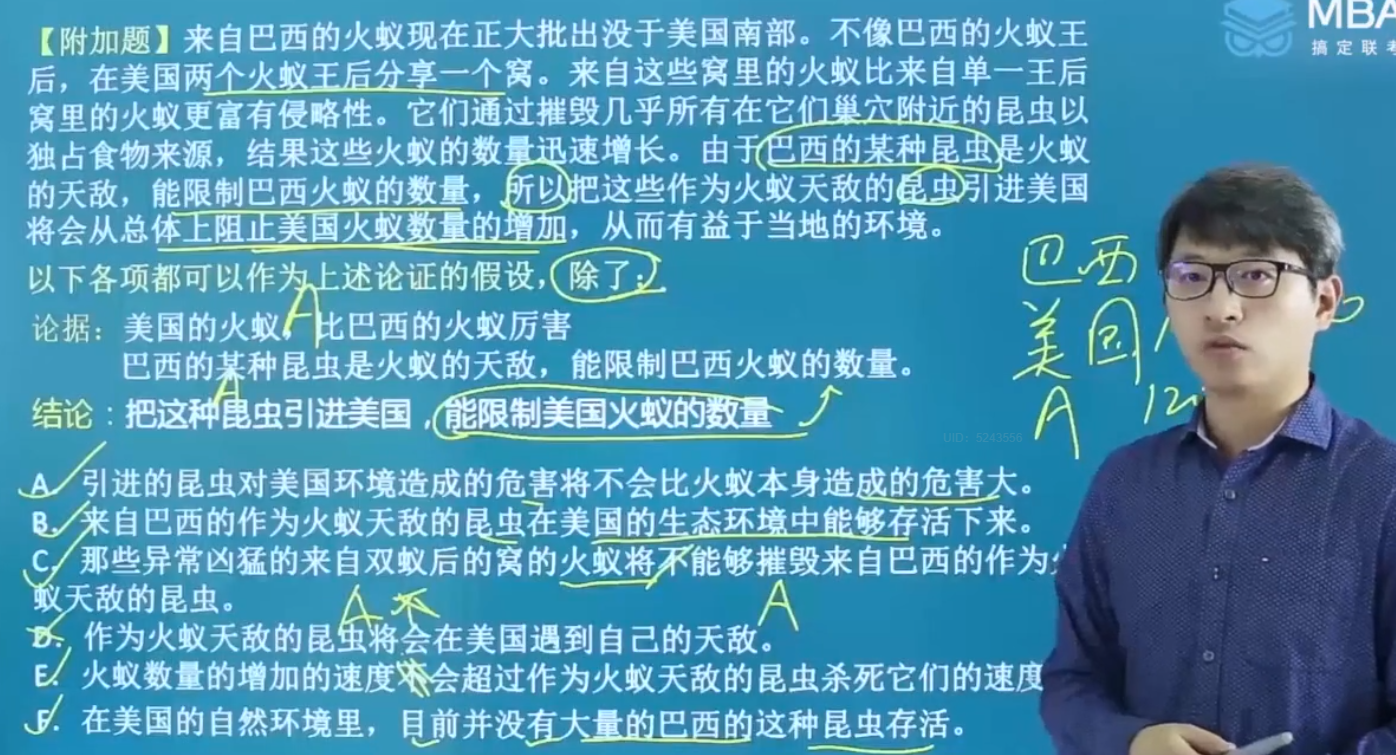 MBA
搞定联考
【附加题】来自巴西的火蚁现在正大批出没于美国南部。不像巴西的火蚁王
后，在美国两个火蚁王后分享一个窝。来自这些窝里的火蚁比来自单一王后
窝里的火蚁更富有侵略性。它们通过摧毁几乎所有在它们巢穴附近的昆虫以
独占食物来源，结果这些火蚁的数量迅速增长。由于巴西的某种昆虫是火蚁
的天敌，能限制巴西火蚁的数量，所以把这些作为火蚁天敌的昆虫引进美国
将会从总体上阻止美国火蚁数量的增加，从而有益于当地的环境。
以下各项都可以作为上述论证的假设，除了：
论据：美国的火蚁，比巴西的火蚁厉害
巴西的某种昆虫是火蚁的天敌，能限制巴西火蚁的数量。
结论：把这种昆虫引进美国，能限制美国火蚁的数量
A
A
巴西
美国
A
12
UID: 5243556
A. 引进的昆虫对美国环境造成的危害将不会比火蚁本身造成的危害大。
B. 来自巴西的作为火蚁天敌的昆虫在美国的生态环境中能够存活下来。
C. 那些异常凶猛的来自双蚁后的窝的火蚁将不能够摧毁来自巴西的作为火
蚁天敌的昆虫。
A 不
A
D. 作为火蚁天敌的昆虫将会在美国遇到自己的天敌。
E. 火蚁数量的增加的速度不会超过作为火蚁天敌的昆虫杀死它们的速度
F. 在美国的自然环境里，目前并没有大量的巴西的这种昆虫存活。